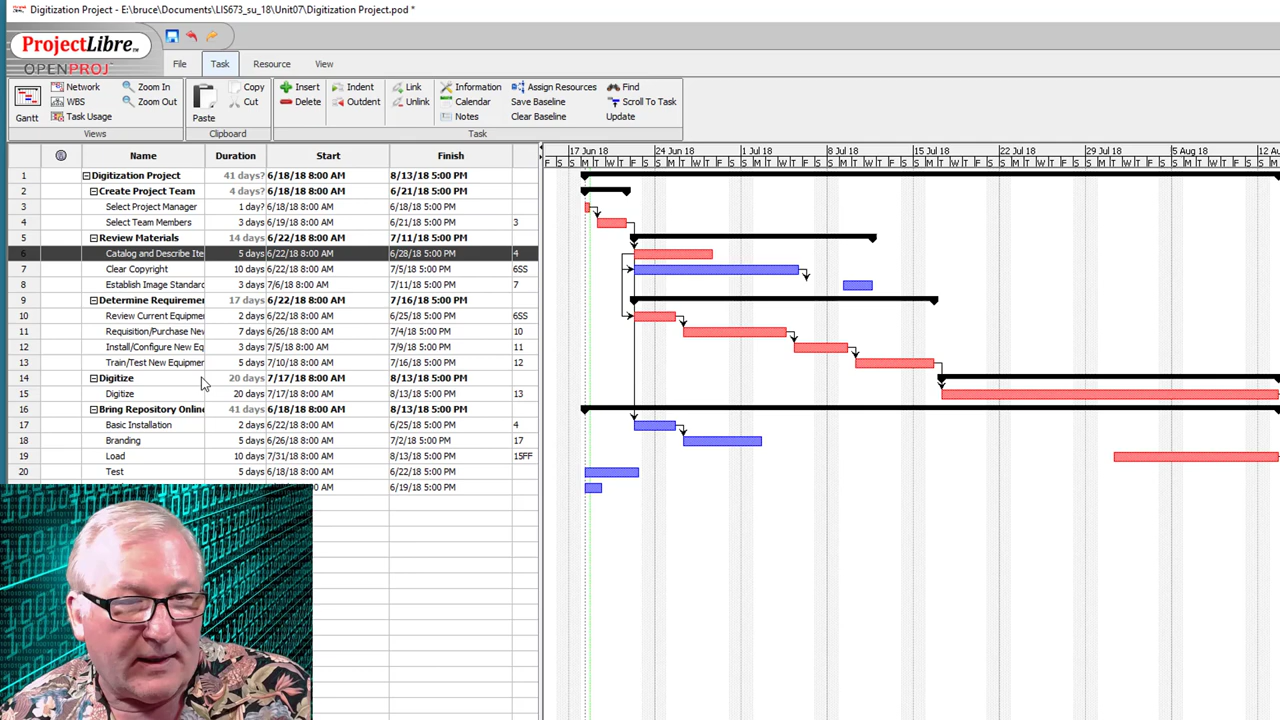 Digitization Project - E:\bruce\Documents\LIS673_su_18\Unit07\Digitization Project.pod *
ProjectLibre™
OPENPROJ
File Task Resource View
Network Zoom In Copy Insert Indent Link Information Assign Resources Find
WBS Zoom Out Cut Delete Outdent Unlink Calendar Save Baseline Scroll To Task
Gantt Task Usage Paste Notes Clear Baseline Update
Views Clipboard Task
Name Duration Start Finish
17 Jun 18 24 Jun 18 1 Jul 18 8 Jul 18 15 Jul 18 22 Jul 18 29 Jul 18 5 Aug 18 12 Au
F S S M T W T F S S M T W T F S S M T W T F S S M T W T F S S M T W T F S S M T W T F S S M T W T F S S M T W T F S S M T
1 Digitization Project 41 days? 6/18/18 8:00 AM 8/13/18 5:00 PM
2 Create Project Team 4 days? 6/18/18 8:00 AM 6/21/18 5:00 PM
3 Select Project Manager 1 day? 6/18/18 8:00 AM 6/18/18 5:00 PM
4 Select Team Members 3 days 6/19/18 8:00 AM 6/21/18 5:00 PM 3
5 Review Materials 14 days 6/22/18 8:00 AM 7/11/18 5:00 PM
6 Catalog and Describe Ite 5 days 6/22/18 8:00 AM 6/28/18 5:00 PM 4
7 Clear Copyright 10 days 6/22/18 8:00 AM 7/5/18 5:00 PM 6SS
8 Establish Image Standard 3 days 7/6/18 8:00 AM 7/11/18 5:00 PM 7
9 Determine Requiremen 17 days 6/22/18 8:00 AM 7/16/18 5:00 PM
10 Review Current Equipme 2 days 6/22/18 8:00 AM 6/25/18 5:00 PM 6SS
11 Requisition/Purchase New 7 days 6/26/18 8:00 AM 7/4/18 5:00 PM 10
12 Install/Configure New Eq 3 days 7/5/18 8:00 AM 7/9/18 5:00 PM 11
13 Train/Test New Equipmer 5 days 7/10/18 8:00 AM 7/16/18 5:00 PM 12
14 Digitize 20 days 7/17/18 8:00 AM 8/13/18 5:00 PM
15 Digitize 20 days 7/17/18 8:00 AM 8/13/18 5:00 PM 13
16 Bring Repository Online 41 days 6/18/18 8:00 AM 8/13/18 5:00 PM
17 Basic Installation 2 days 6/22/18 8:00 AM 6/25/18 5:00 PM 4
18 Branding 5 days 6/26/18 8:00 AM 7/2/18 5:00 PM 17
19 Load 10 days 7/31/18 8:00 AM 8/13/18 5:00 PM 15FF
20 Test 5 days 6/18/18 8:00 AM 6/22/18 5:00 PM
6/19/18 5:00 PM